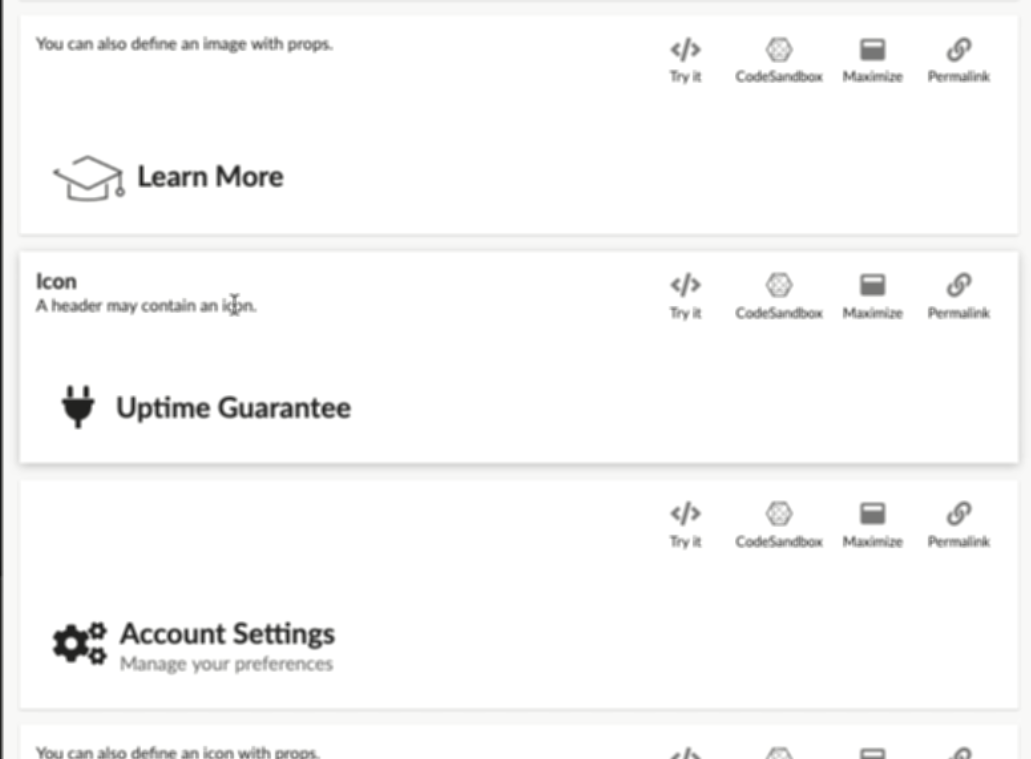 You can also define an image with props.
Try it CodeSandbox Maximize Permalink
Learn More
Icon
A header may contain an icon.
Try it CodeSandbox Maximize Permalink
Uptime Guarantee
Try it CodeSandbox Maximize Permalink
Account Settings
Manage your preferences
You can also define an icon with props.